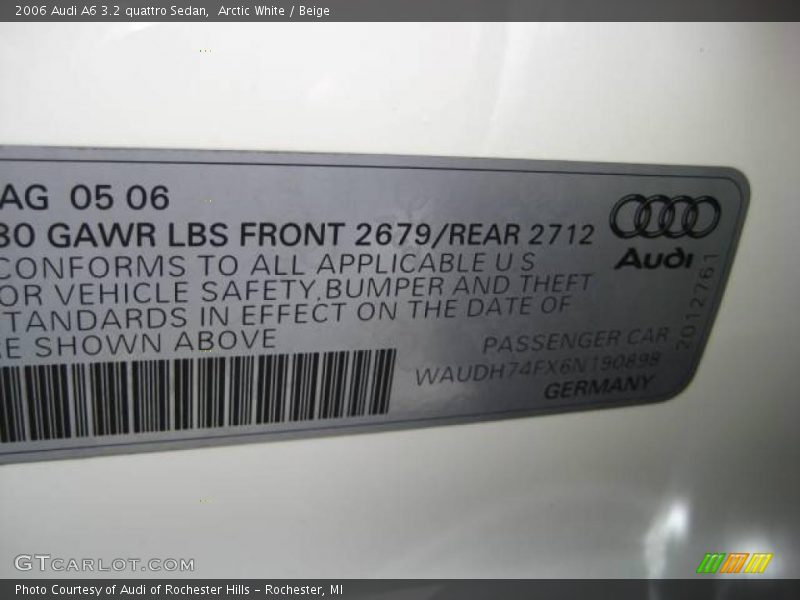 2006 Audi A6 3.2 quattro Sedan,  Arctic White / Beige
AG 05 06
80 GAWR LBS FRONT 2679/REAR 2712
CONFORMS TO ALL APPLICABLE U S
OR VEHICLE SAFETY,BUMPER AND THEFT
TANDARDS IN EFFECT ON THE DATE OF
E SHOWN ABOVE
Audi
2012761
PASSENGER CAR
WAUDH74FX6N190898
GERMANY
GTCARLOT.COM
Photo Courtesy of Audi of Rochester Hills – Rochester, MI